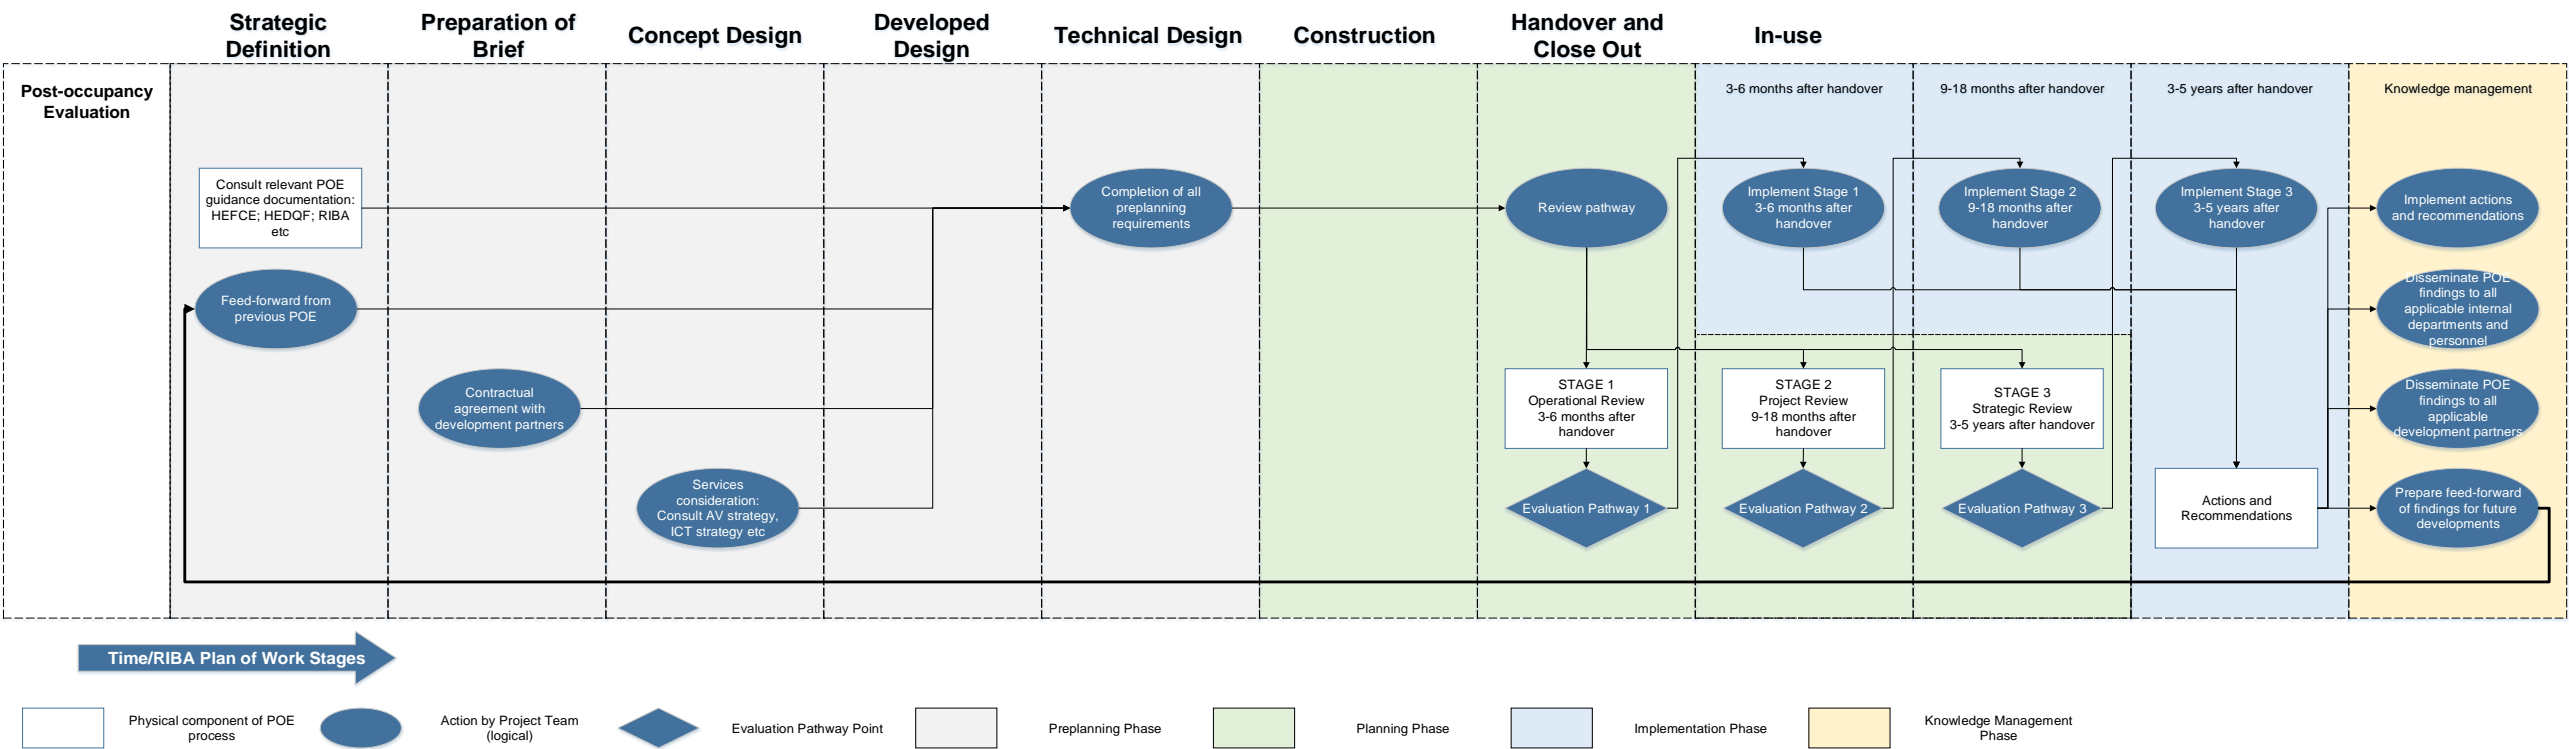 Strategic
Definition
Preparation of
Brief
Concept Design
Developed
Design
Technical Design
Construction
Handover and
Close Out
In-use
Post-occupancy
Evaluation
3-6 months after handover
9-18 months after handover
3-5 years after handover
Knowledge management
Consult relevant POE
guidance documentation:
HEFCE; HEDQF; RIBA
etc
Completion of all
preplanning
requirements
Review pathway
Implement Stage 1
3-6 months after
handover
Implement Stage 2
9-18 months after
handover
Implement Stage 3
3-5 years after
handover
Implement actions
and recommendations
Feed-forward from
previous POE
Disseminate POE
findings to all
applicable internal
departments and
personnel
Contractual
agreement with
development partners
STAGE 1
Operational Review
3-6 months after
handover
STAGE 2
Project Review
9-18 months after
handover
STAGE 3
Strategic Review
3-5 years after handover
Disseminate POE
findings to all
applicable
development partners
Services
consideration:
Consult AV strategy,
ICT strategy etc
Evaluation Pathway 1
Evaluation Pathway 2
Evaluation Pathway 3
Actions and
Recommendations
Prepare feed-forward
of findings for future
developments
Time/RIBA Plan of Work Stages
Physical component of POE
process
Action by Project Team
(logical)
Evaluation Pathway Point
Preplanning Phase
Planning Phase
Implementation Phase
Knowledge Management
Phase